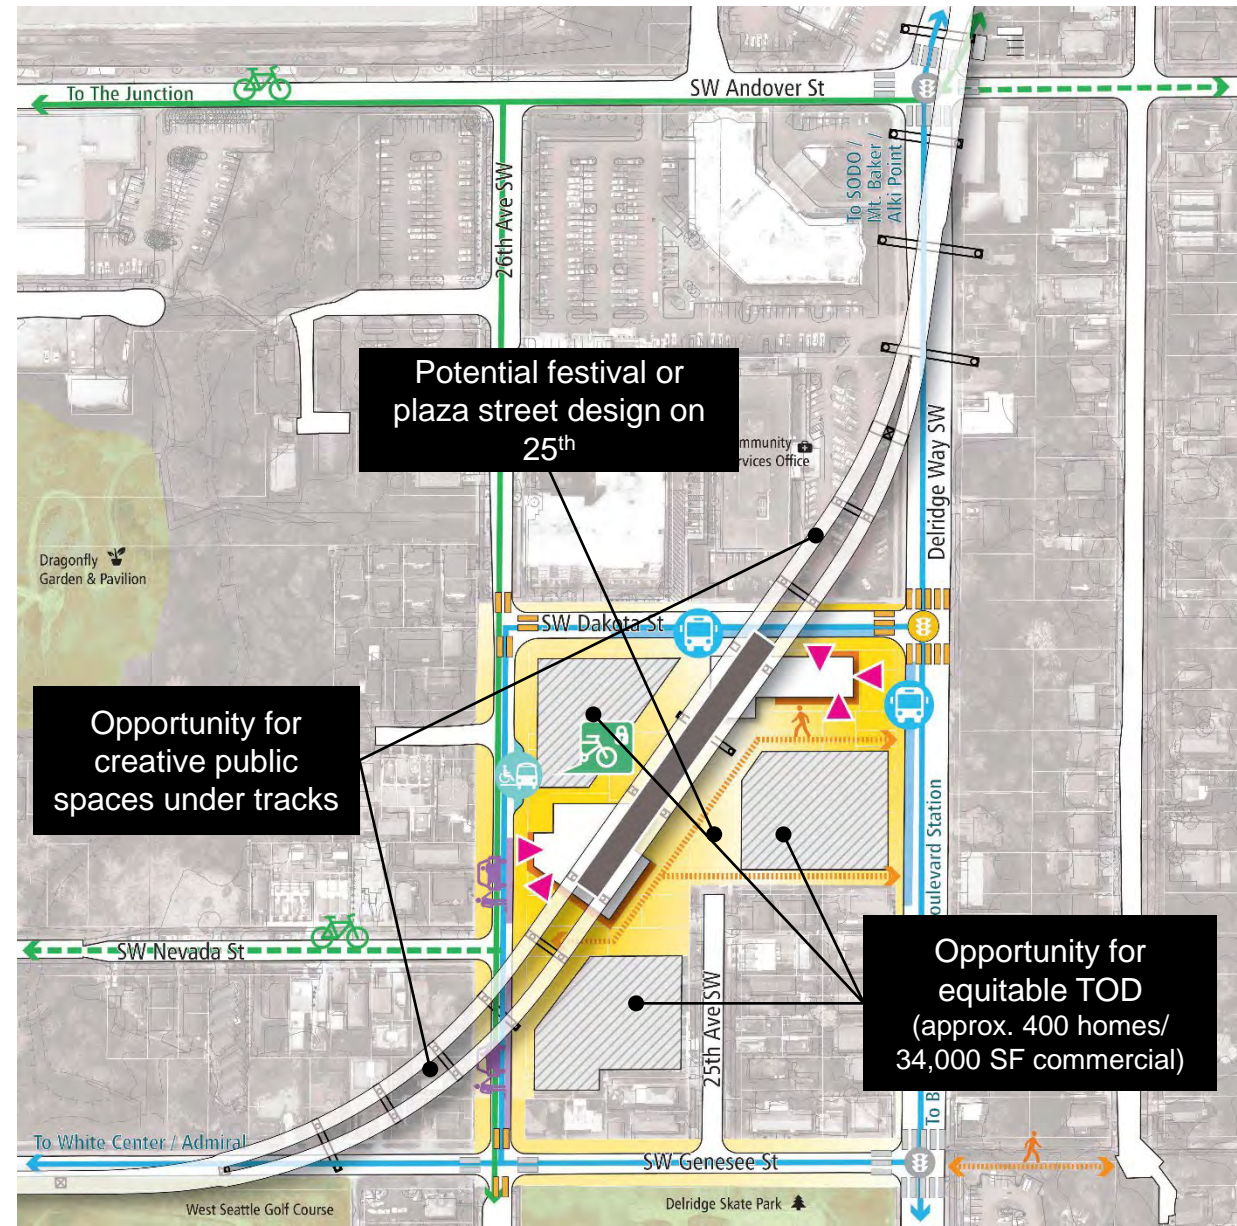 To The Junction
SW Andover St
26th Ave SW
To SODO /
Mt. Baker /
Alki Point
Potential festival or
plaza street design on
25th
mmunity
rvices Office
Delridge Way SW
Dragonfly
Garden & Pavilion
SW Dakota St
Opportunity for
creative public
spaces under tracks
oulevard Station
SW Nevada St
25th Ave SW
Opportunity for
equitable TOD
(approx. 400 homes/
34,000 SF commercial)
To B
To White Center / Admiral
SW Genesee St
West Seattle Golf Course
Delridge Skate Park